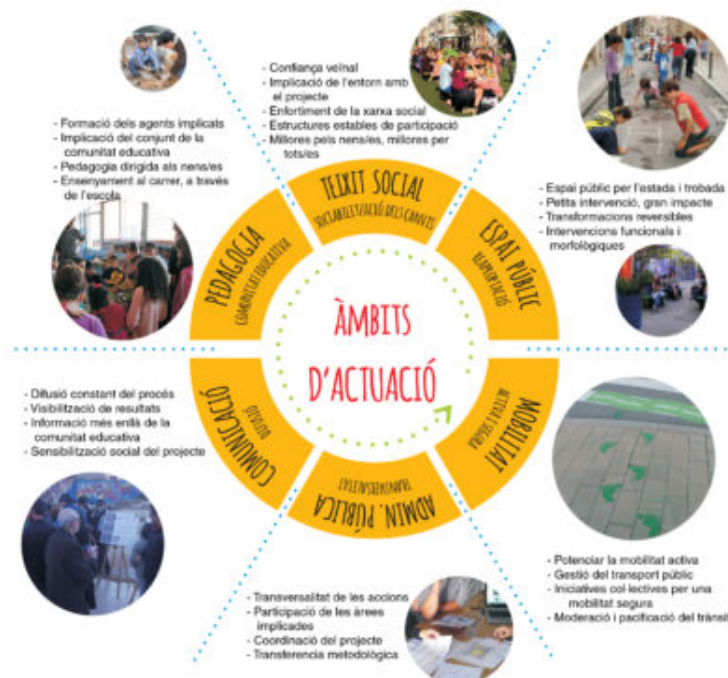 - Formació dels agents implicats
- Implicació del conjunt de la
comunitat educativa
- Pedagogia dirigida als nens/es
- Ensenyament al carrer, a través
de l'escola
- Confiança veïnal
- Implicació de l'entorn amb
el projecte
- Enfortiment de la xarxa social
- Estructures estables de participació
- Millores pels nens/es, millores per
tots/es
- Espai públic per l'estada i trobada
- Petita intervenció, gran impacte
- Transformacions reversibles
- Intervencions funcionals i
morfològiques
PEDAGOGIA
COMUNITAT EDUCATIVA
TEIXIT SOCIAL
SOCIABILITZACIÓ DELS CANVIS
ESPAI PÚBLIC
READAPTACIÓ
ÀMBITS
D'ACTUACIÓ
COMUNICACIÓ
DIFUSIÓ
ADMIN. PÚBLICA
TRANSVERSALITAT
MOBILITAT
ACTIVA I SEGURA
- Difusió constant del procés
- Visibilització de resultats
- Informació més enllà de la
comunitat educativa
- Sensibilització social del projecte
- Transversalitat de les accions
- Participació de les àrees
implicades
- Coordinació del projecte
- Transferencia metodològica
- Potenciar la mobilitat activa
- Gestió del transport públic
- Iniciatives col·lectives per una
mobilitat segura
- Moderació i pacificació del trànsit